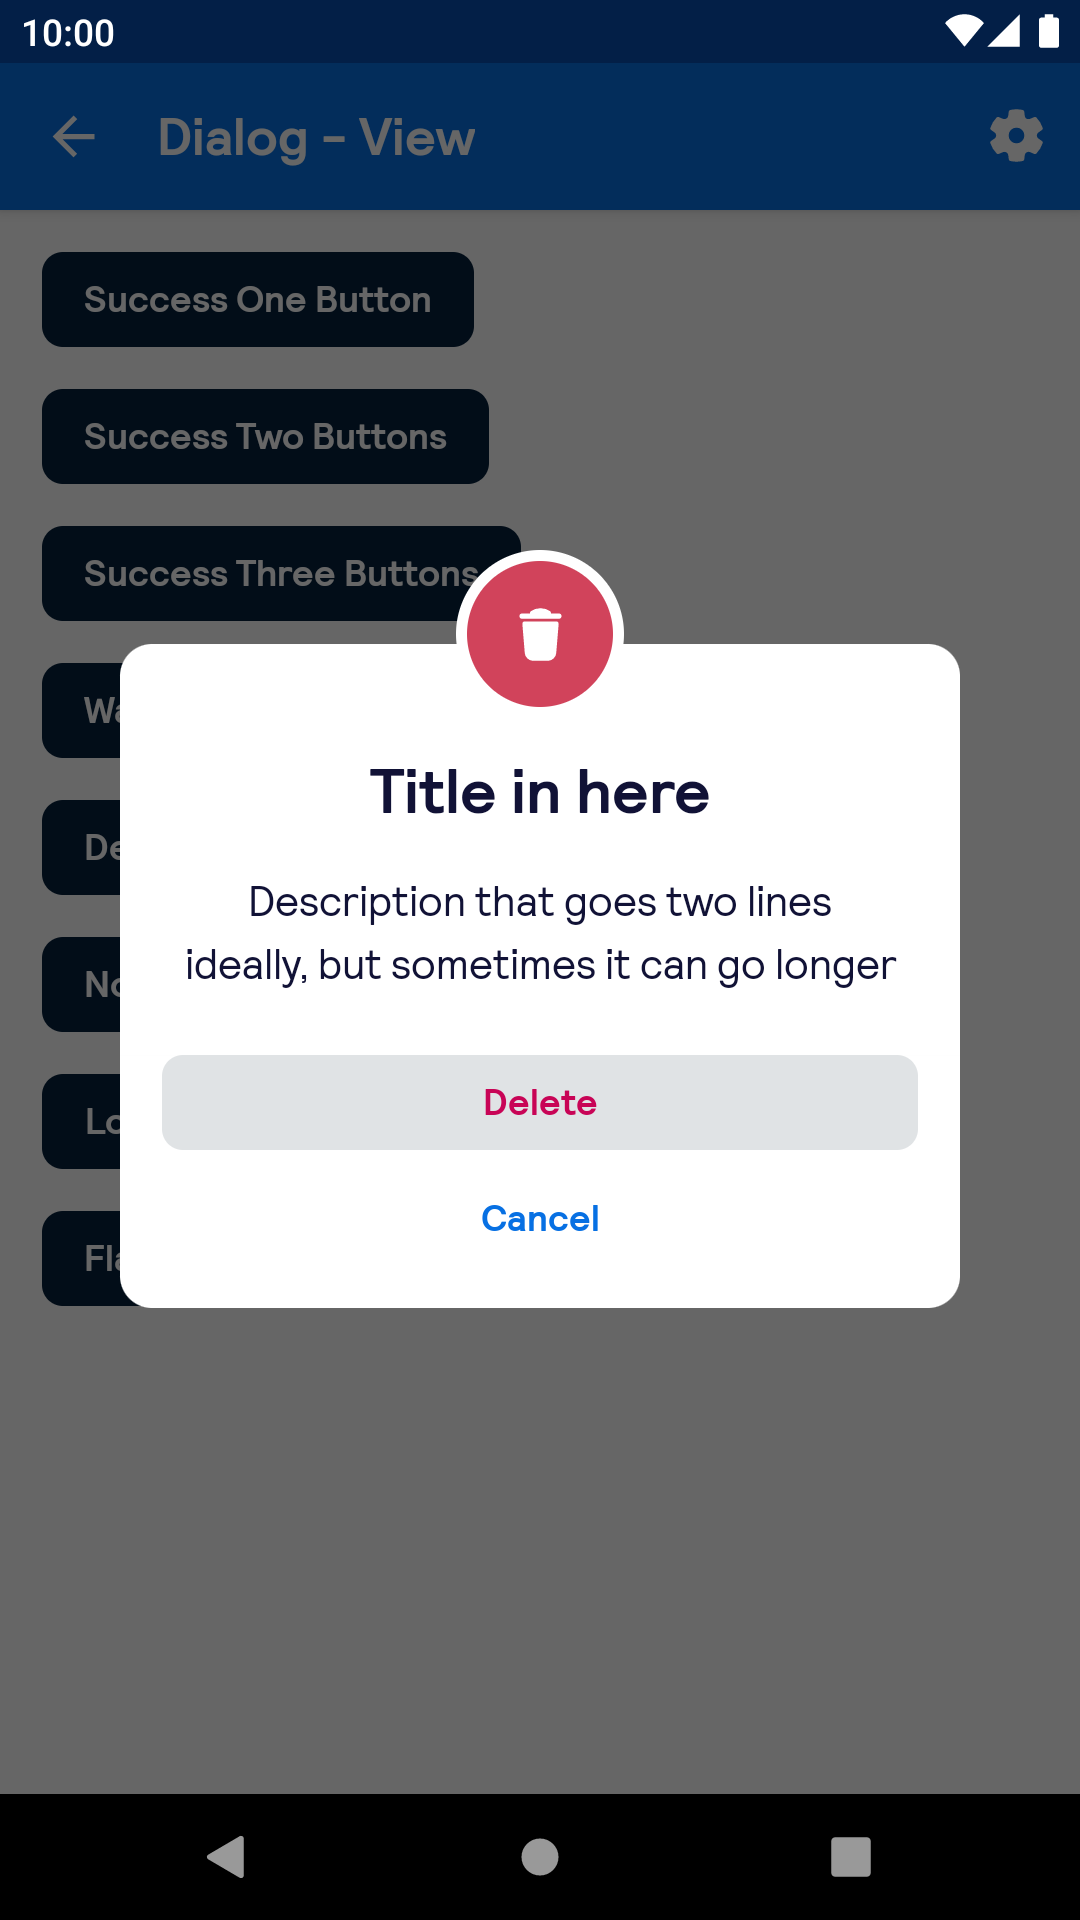 10:00
Dialog - View
Success One Button
Success Two Buttons
Success Three Buttons
Title in here
Description that goes two lines
ideally, but sometimes it can go longer
Delete
Cancel